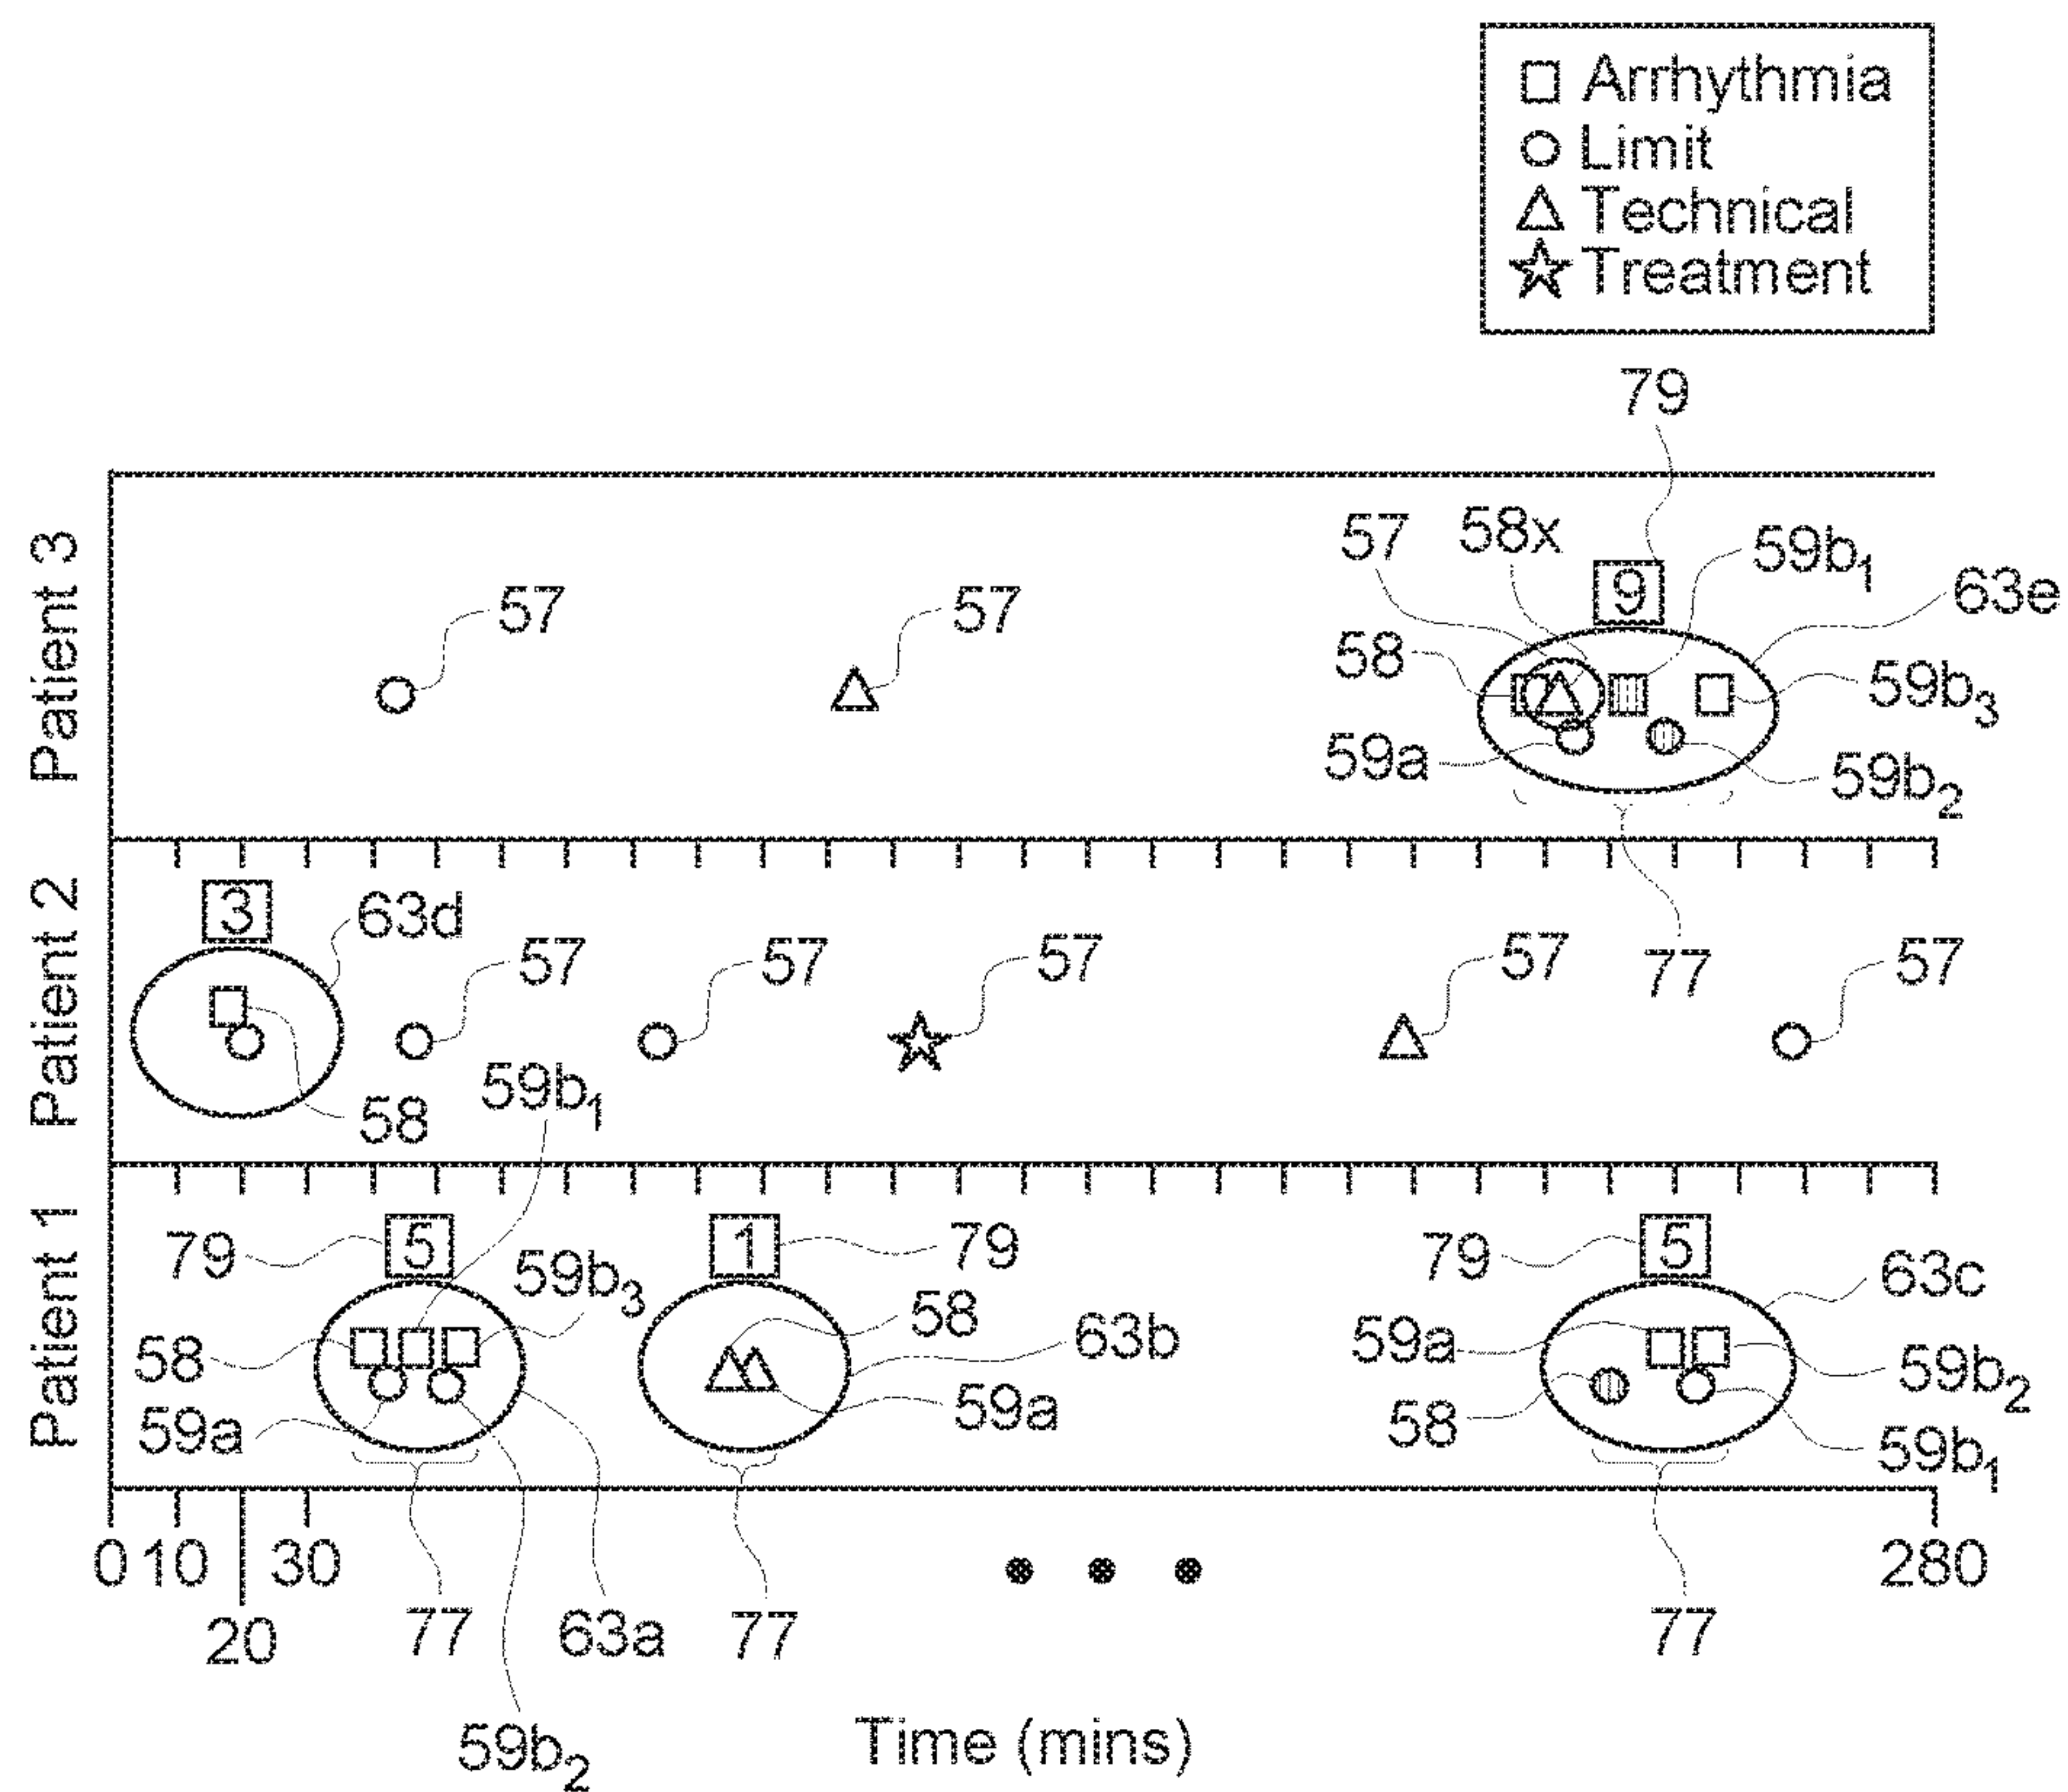 Arrhythmia
Limit
Technical
Treatment
79
Patient 3
57
57
57
58x
9
59b1
63e
58
59b3
59a
59b2
77
Patient 2
3
63d
57
57
57
57
57
58
59b1
Patient 1
79
5
59b3
1
79
79
5
63c
58
58
63b
59a
59b2
59a
59a
58
59b1
0 10 20 30 280
77
63a
77
77
59b2
Time (mins)